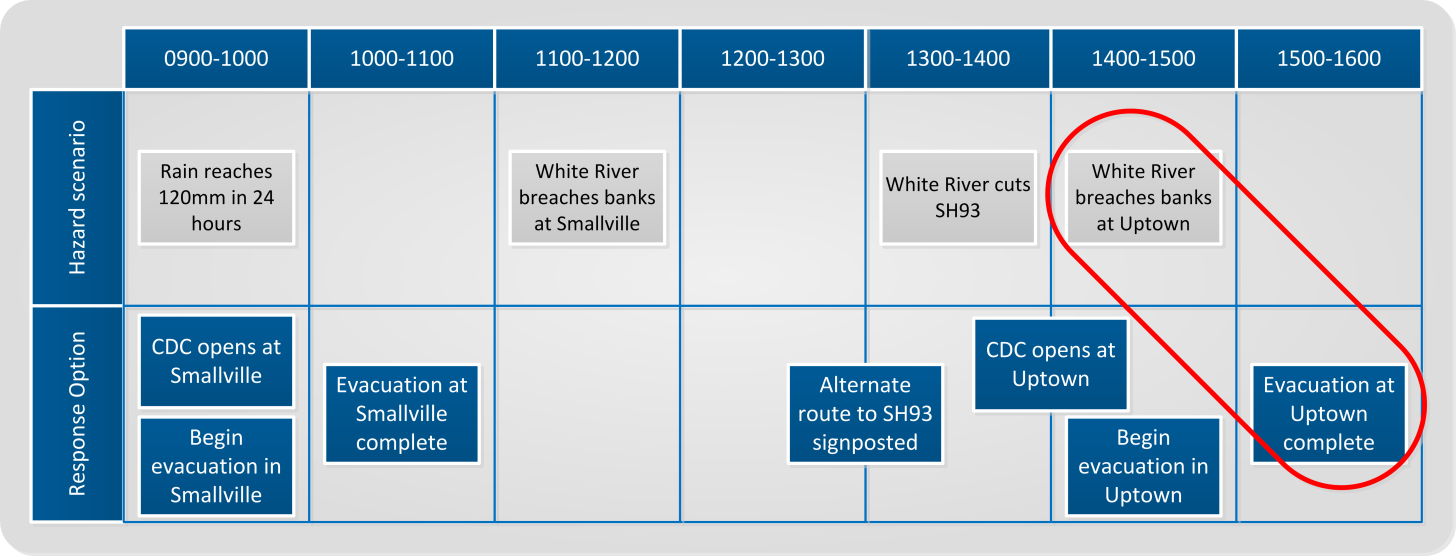 0900-1000
1000-1100
1100-1200
1200-1300
1300-1400
1400-1500
1500-1600
Hazard scenario
Rain reaches
120mm in 24
hours
White River
breaches banks
at Smallville
White River cuts
SH93
White River
breaches banks
at Uptown
Response Option
CDC opens at
Smallville
Begin
evacuation in
Smallville
Evacuation at
Smallville
complete
Alternate
route to SH93
signposted
CDC opens at
Uptown
Begin
evacuation in
Uptown
Evacuation at
Uptown
complete